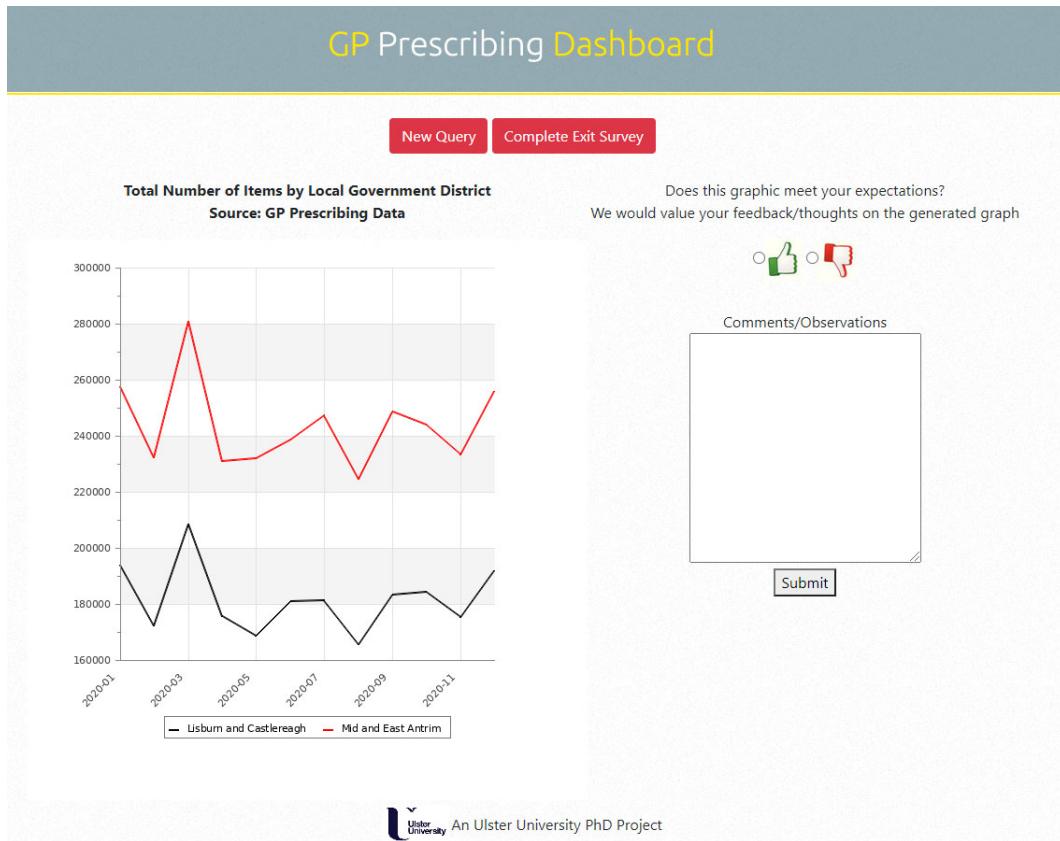 GP Prescribing Dashboard
New Query
Complete Exit Survey
Total Number of Items by Local Government District
Source: GP Prescribing Data
300000
280000
260000
240000
220000
200000
180000
160000
2020-01
2020-03
2020-05
2020-07
2020-09
2020-11
Lisburn and Castlereagh
Mid and East Antrim
Does this graphic meet your expectations?
We would value your feedback/thoughts on the generated graph
Comments/Observations
Submit
Ulster
University
An Ulster University PhD Project